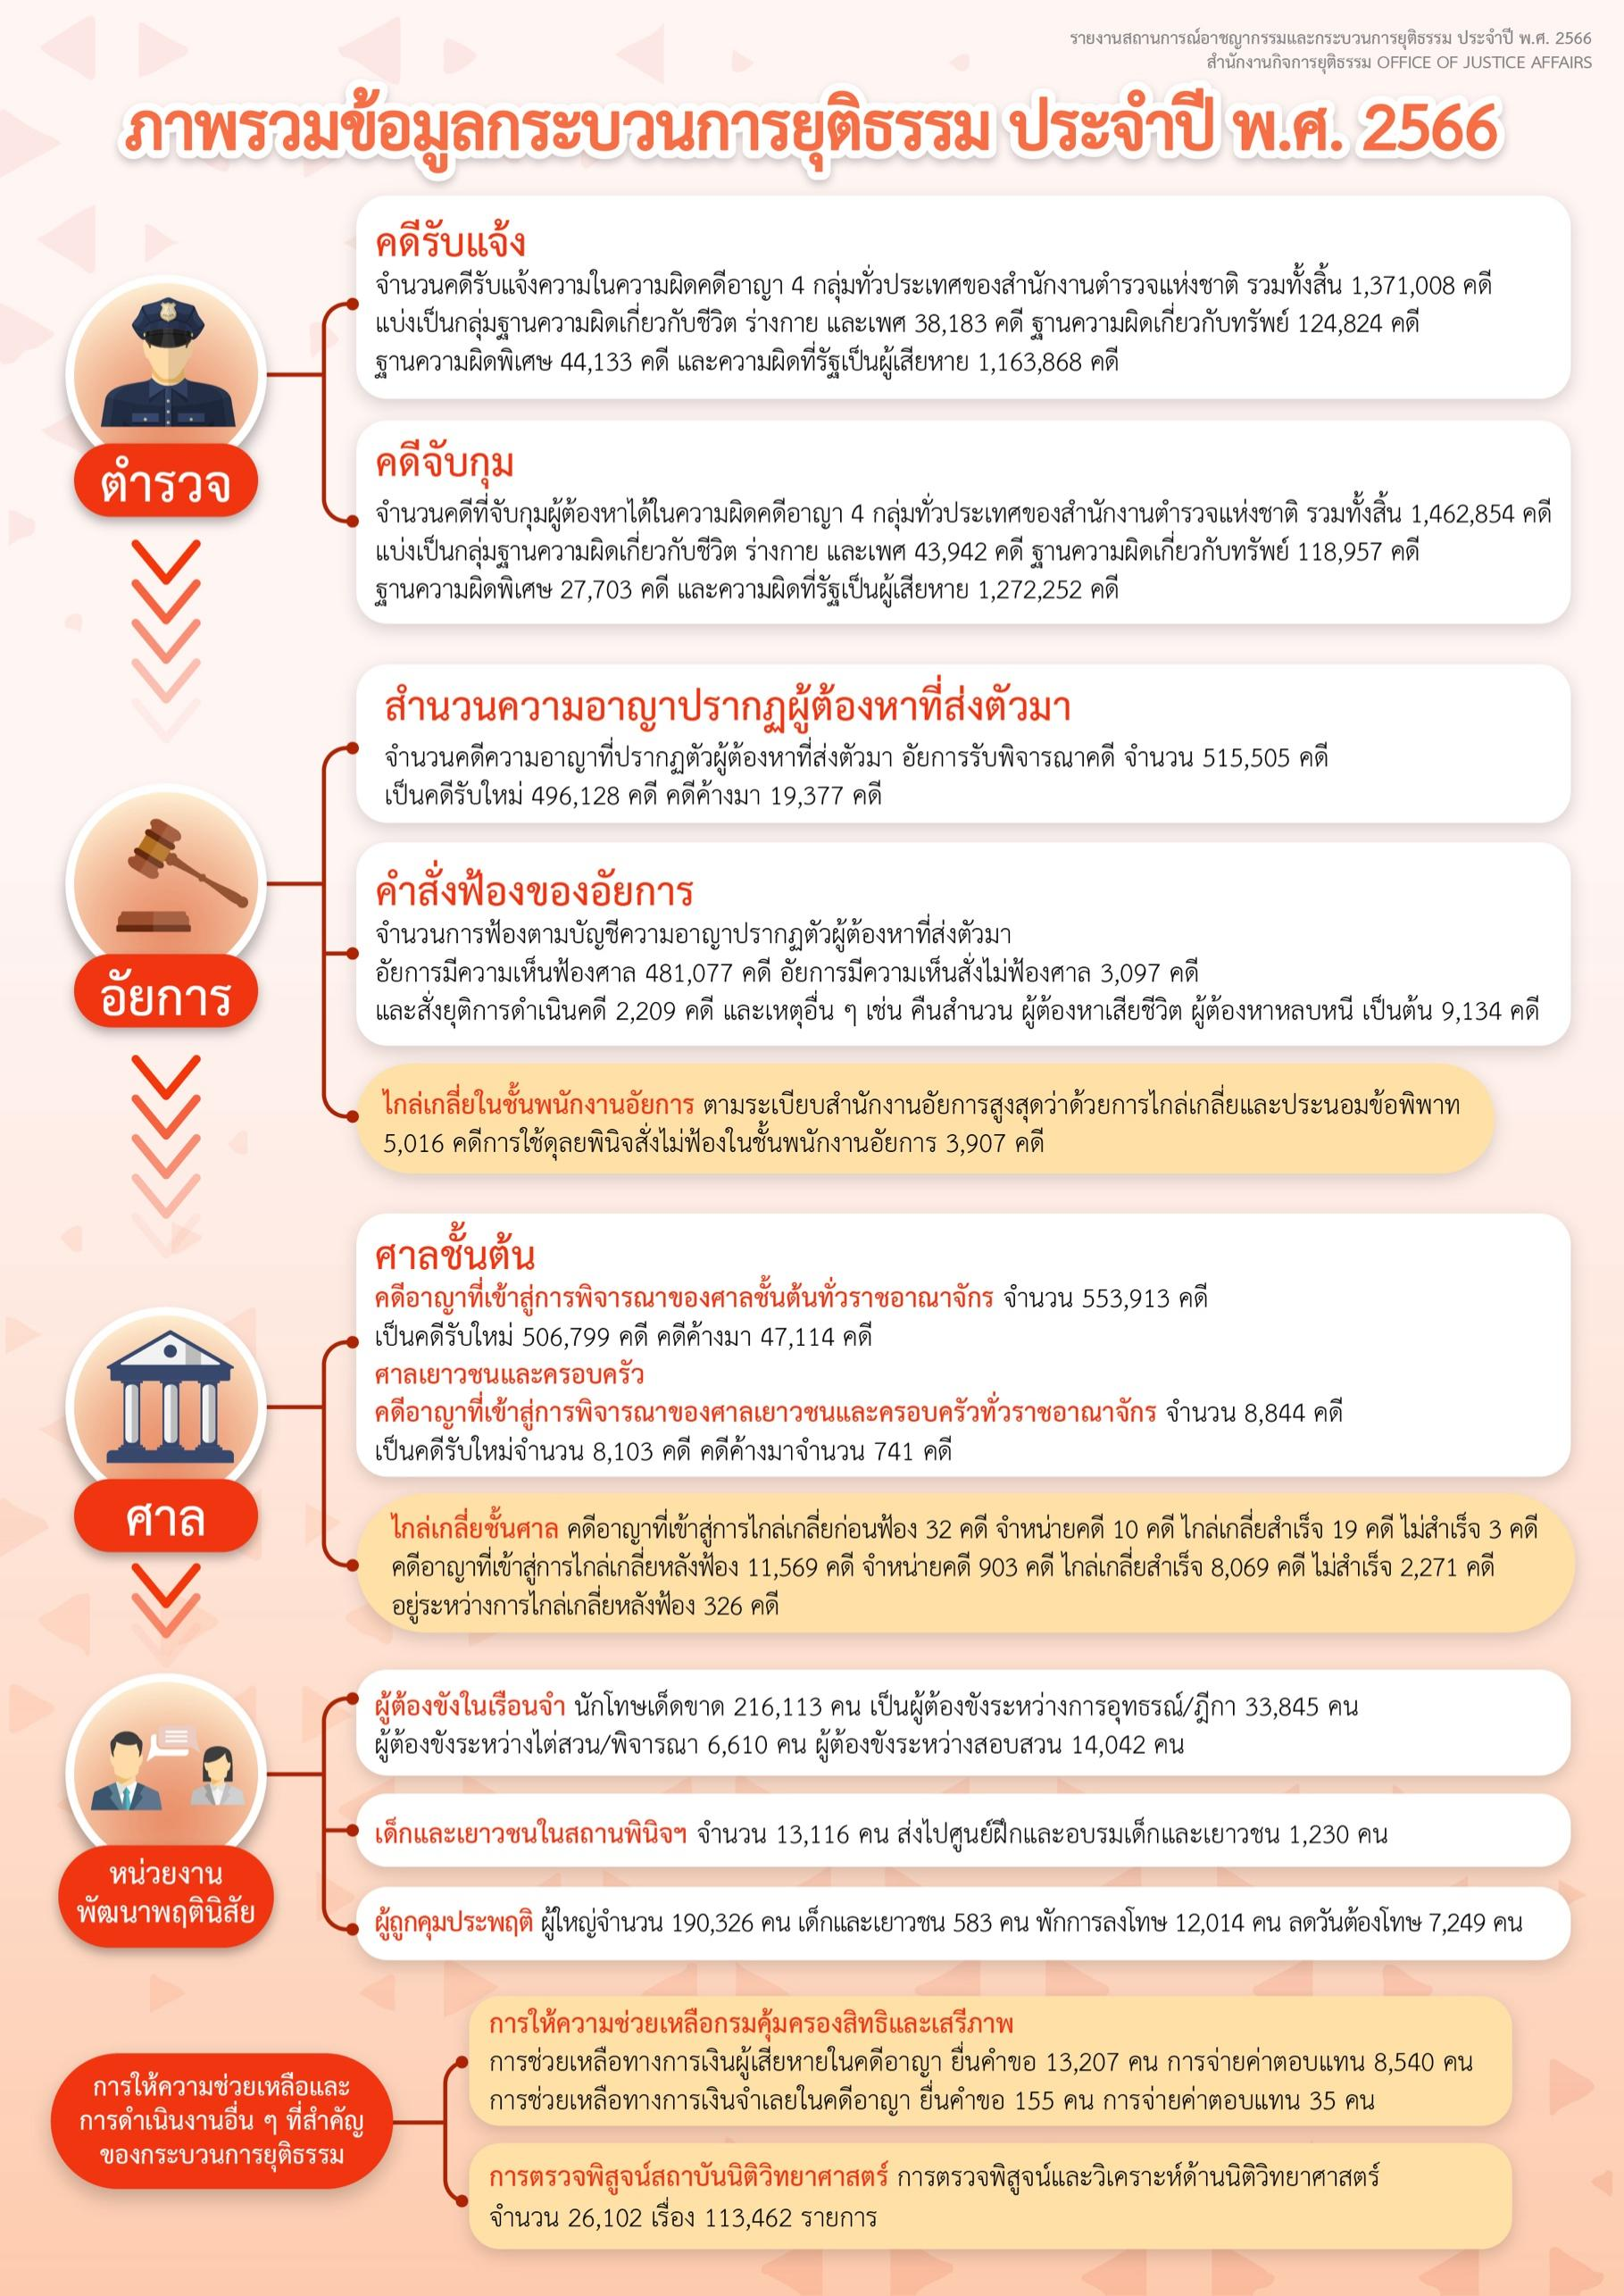 รายงานสถานการณ์อาชญากรรมและกระบวนการยุติธรรม ประจำปี พ.ศ. 2566
สำนักงานกิจการยุติธรรม OFFICE OF JUSTICE AFFAIRS
ภาพรวมข้อมูลกระบวนการยุติธรรม ประจำปี พ.ศ. 2566
ตำรวจ
คดีรับแจ้ง
จำนวนคดีรับแจ้งความในความผิดคดีอาญา 4 กลุ่มทั่วประเทศของสำนักงานตำรวจแห่งชาติ รวมทั้งสิ้น 1,371,008 คดี
แบ่งเป็นกลุ่มฐานความผิดเกี่ยวกับชีวิต ร่างกาย และเพศ 38,183 คดี ฐานความผิดเกี่ยวกับทรัพย์ 124,824 คดี
ฐานความผิดพิเศษ 44,133 คดี และความผิดที่รัฐเป็นผู้เสียหาย 1,163,868 คดี
คดีจับกุม
จำนวนคดีที่จับกุมผู้ต้องหาได้ในความผิดคดีอาญา 4 กลุ่มทั่วประเทศของสำนักงานตำรวจแห่งชาติ รวมทั้งสิ้น 1,462,854 คดี
แบ่งเป็นกลุ่มฐานความผิดเกี่ยวกับชีวิต ร่างกาย และเพศ 43,942 คดี ฐานความผิดเกี่ยวกับทรัพย์ 118,957 คดี
ฐานความผิดพิเศษ 27,703 คดี และความผิดที่รัฐเป็นผู้เสียหาย 1,272,252 คดี
อัยการ
สำนวนความอาญาปรากฏผู้ต้องหาที่ส่งตัวมา
จำนวนคดีความอาญาที่ปรากฏตัวผู้ต้องหาที่ส่งตัวมา อัยการรับพิจารณาคดี จำนวน 515,505 คดี
เป็นคดีรับใหม่ 496,128 คดี คดีค้างมา 19,377 คดี
คำสั่งฟ้องของอัยการ
จำนวนการฟ้องตามบัญชีความอาญาปรากฏตัวผู้ต้องหาที่ส่งตัวมา
อัยการมีความเห็นฟ้องศาล 481,077 คดี อัยการมีความเห็นสั่งไม่ฟ้องศาล 3,097 คดี
และสั่งยุติการดำเนินคดี 2,209 คดี และเหตุอื่น ๆ เช่น คืนสำนวน ผู้ต้องหาเสียชีวิต ผู้ต้องหาหลบหนี เป็นต้น 9,134 คดี
ไกล่เกลี่ยในชั้นพนักงานอัยการ ตามระเบียบสำนักงานอัยการสูงสุดว่าด้วยการไกล่เกลี่ยและประนอมข้อพิพาท
5,016 คดีการใช้ดุลยพินิจสั่งไม่ฟ้องในชั้นพนักงานอัยการ 3,907 คดี
ศาล
ศาลชั้นต้น
คดีอาญาที่เข้าสู่การพิจารณาของศาลชั้นต้นทั่วราชอาณาจักร จำนวน 553,913 คดี
เป็นคดีรับใหม่ 506,799 คดี คดีค้างมา 47,114 คดี
ศาลเยาวชนและครอบครัว
คดีอาญาที่เข้าสู่การพิจารณาของศาลเยาวชนและครอบครัวทั่วราชอาณาจักร จำนวน 8,844 คดี
เป็นคดีรับใหม่จำนวน 8,103 คดี คดีค้างมาจำนวน 741 คดี
ไกล่เกลี่ยชั้นศาล คดีอาญาที่เข้าสู่การไกล่เกลี่ยก่อนฟ้อง 32 คดี จำหน่ายคดี 10 คดี ไกล่เกลี่ยสำเร็จ 19 คดี ไม่สำเร็จ 3 คดี
คดีอาญาที่เข้าสู่การไกล่เกลี่ยหลังฟ้อง 11,569 คดี จำหน่ายคดี 903 คดี ไกล่เกลี่ยสำเร็จ 8,069 คดี ไม่สำเร็จ 2,271 คดี
อยู่ระหว่างการไกล่เกลี่ยหลังฟ้อง 326 คดี
หน่วยงาน
พัฒนาพฤตินิสัย
ผู้ต้องขังในเรือนจำ นักโทษเด็ดขาด 216,113 คน เป็นผู้ต้องขังระหว่างการอุทธรณ์/ฎีกา 33,845 คน
ผู้ต้องขังระหว่างไต่สวน/พิจารณา 6,610 คน ผู้ต้องขังระหว่างสอบสวน 14,042 คน
เด็กและเยาวชนในสถานพินิจฯ จำนวน 13,116 คน ส่งไปศูนย์ฝึกและอบรมเด็กและเยาวชน 1,230 คน
ผู้ถูกคุมประพฤติ ผู้ใหญ่จำนวน 190,326 คน เด็กและเยาวชน 583 คน พักการลงโทษ 12,014 คน ลดวันต้องโทษ 7,249 คน
การให้ความช่วยเหลือและ
การดำเนินงานอื่น ๆ ที่สำคัญ
ของกระบวนการยุติธรรม
การให้ความช่วยเหลือกรมคุ้มครองสิทธิและเสรีภาพ
การช่วยเหลือทางการเงินผู้เสียหายในคดีอาญา ยื่นคำขอ 13,207 คน การจ่ายค่าตอบแทน 8,540 คน
การช่วยเหลือทางการเงินจำเลยในคดีอาญา ยื่นคำขอ 155 คน การจ่ายค่าตอบแทน 35 คน
การตรวจพิสูจน์สถาบันนิติวิทยาศาสตร์ การตรวจพิสูจน์และวิเคราะห์ด้านนิติวิทยาศาสตร์
จำนวน 26,102 เรื่อง 113,462 รายการ